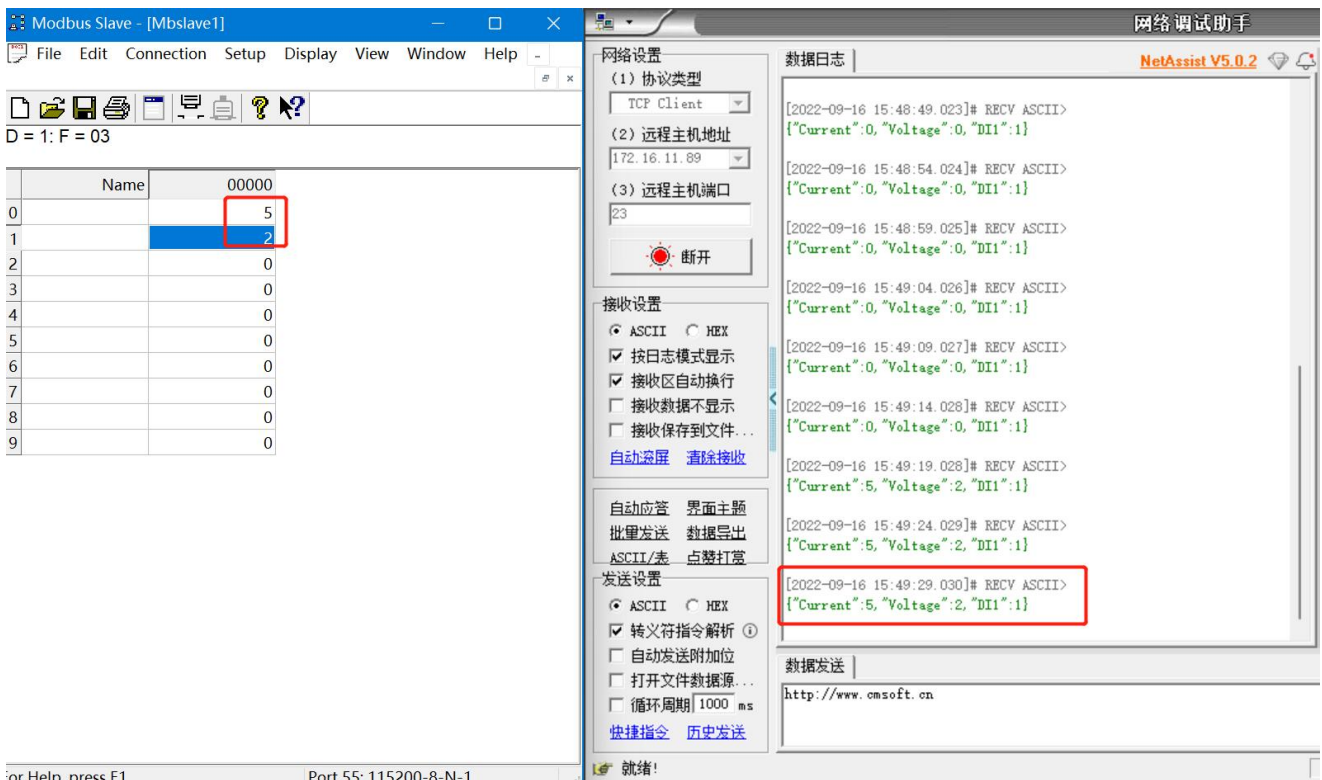 Modbus Slave - [Mbslave1]
File Edit Connection Setup Display View Window Help
D = 1: F = 03
Name 00000
0 5
1 2
2 0
3 0
4 0
5 0
6 0
7 0
8 0
9 0
For Help, press F1
Port 55: 115200-8-N-1
网络调试助手
网络设置
(1) 协议类型
TCP Client
(2) 远程主机地址
172.16.11.89
(3) 远程主机端口
23
断开
接收设置
ASCII HEX
按日志模式显示
接收区自动换行
接收数据不显示
接收保存到文件...
自动滚屏 清除接收
自动应答 界面主题
批量发送 数据导出
ASCII/表 点赞打赏
发送设置
ASCII HEX
转义符指令解析
自动发送附加位
打开文件数据源...
循环周期 1000 ms
快捷指令 历史发送
就绪!
数据日志
NetAssist V5.0.2
[2022-09-16 15:48:49.023]# RECV ASCII>
{"Current":0,"Voltage":0,"DI1":1}
[2022-09-16 15:48:54.024]# RECV ASCII>
{"Current":0,"Voltage":0,"DI1":1}
[2022-09-16 15:48:59.025]# RECV ASCII>
{"Current":0,"Voltage":0,"DI1":1}
[2022-09-16 15:49:04.026]# RECV ASCII>
{"Current":0,"Voltage":0,"DI1":1}
[2022-09-16 15:49:09.027]# RECV ASCII>
{"Current":0,"Voltage":0,"DI1":1}
[2022-09-16 15:49:14.028]# RECV ASCII>
{"Current":0,"Voltage":0,"DI1":1}
[2022-09-16 15:49:19.028]# RECV ASCII>
{"Current":5,"Voltage":2,"DI1":1}
[2022-09-16 15:49:24.029]# RECV ASCII>
{"Current":5,"Voltage":2,"DI1":1}
[2022-09-16 15:49:29.030]# RECV ASCII>
{"Current":5,"Voltage":2,"DI1":1}
数据发送
http://www.cmsoft.cn